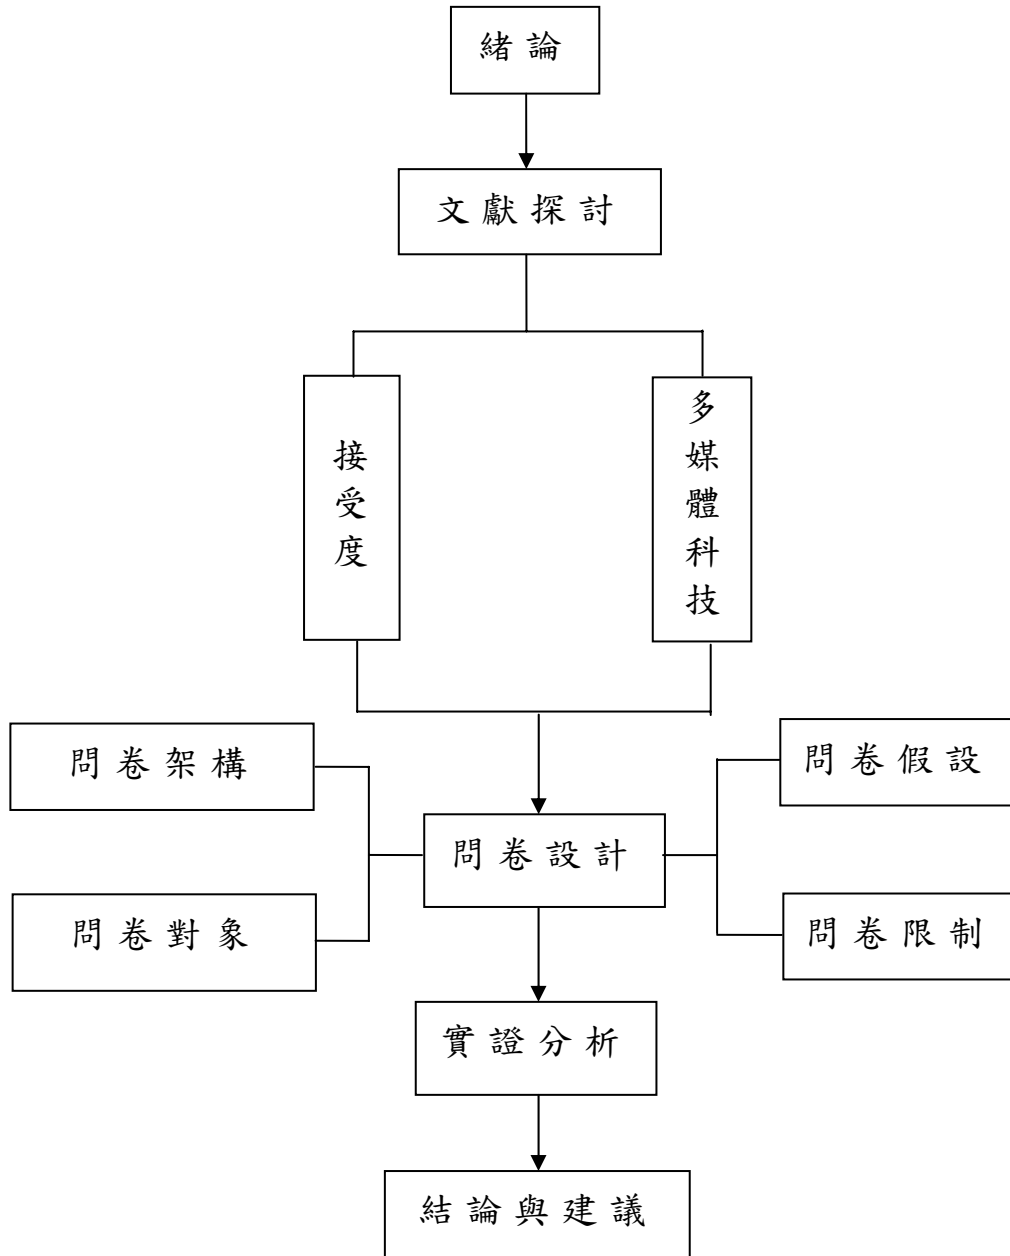 緒論
文獻探討
接受度
多媒體科技
問卷架構
問卷假設
問卷設計
問卷對象
問卷限制
實證分析
結論與建議